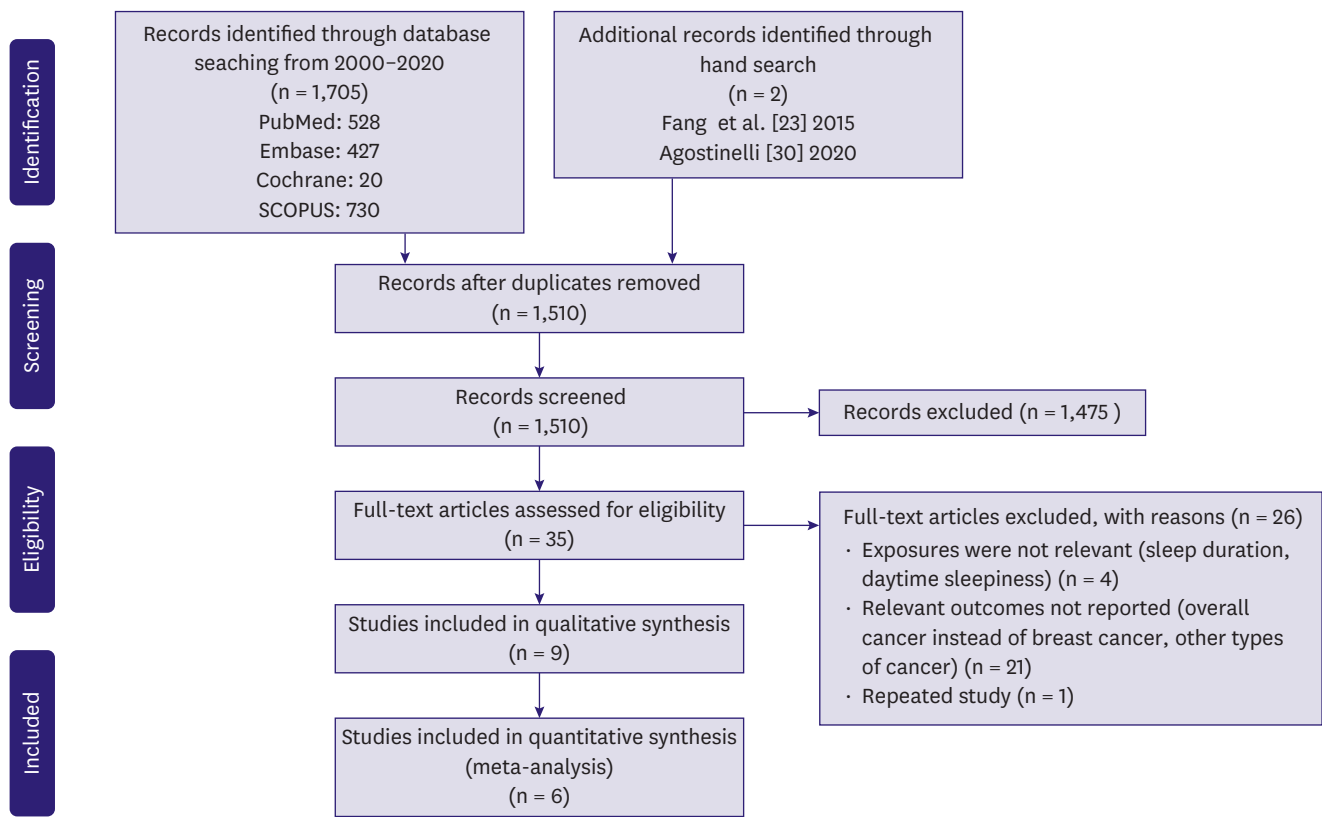 Identification
Records identified through database
seaching from 2000–2020
(n = 1,705)
PubMed: 528
Embase: 427
Cochrane: 20
SCOPUS: 730
Additional records identified through
hand search
(n = 2)
Fang et al. [23] 2015
Agostinelli [30] 2020
Screening
Records after duplicates removed
(n = 1,510)
Records screened
(n = 1,510)
Records excluded (n = 1,475 )
Eligibility
Full-text articles assessed for eligibility
(n = 35)
Full-text articles excluded, with reasons (n = 26)
· Exposures were not relevant (sleep duration,
daytime sleepiness) (n = 4)
· Relevant outcomes not reported (overall
cancer instead of breast cancer, other types
of cancer) (n = 21)
· Repeated study (n = 1)
Studies included in qualitative synthesis
(n = 9)
Included
Studies included in quantitative synthesis
(meta-analysis)
(n = 6)